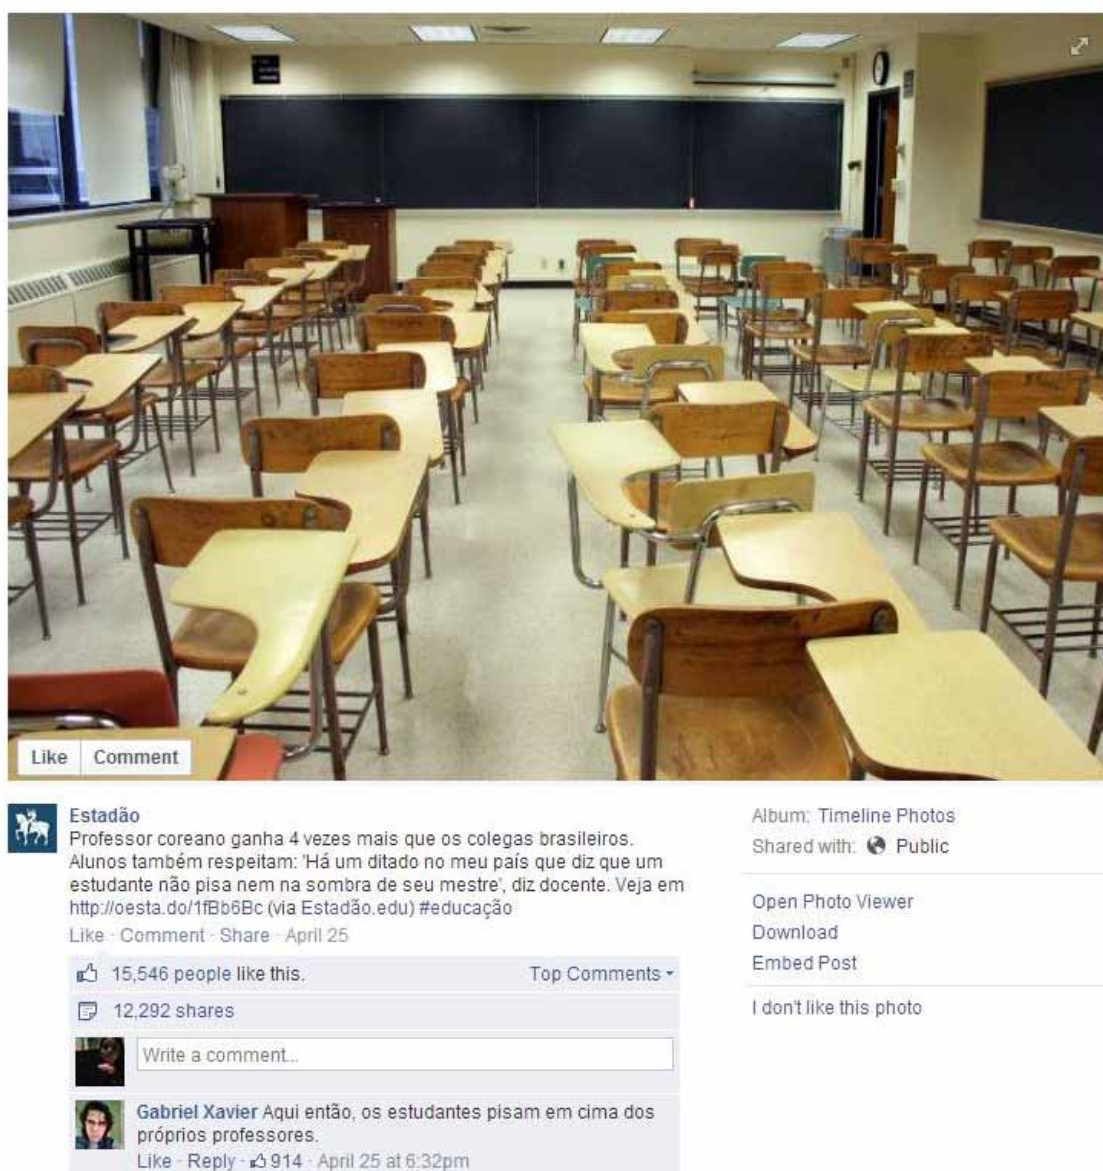 Like Comment
Estadão
Professor coreano ganha 4 vezes mais que os colegas brasileiros.
Alunos também respeitam: 'Há um ditado no meu país que diz que um
estudante não pisa nem na sombra de seu mestre', diz docente. Veja em
http://oesta.do/1fBb6Bc (via Estadão.edu) #educação
Like · Comment · Share · April 25
15,546 people like this. Top Comments
12,292 shares
Write a comment...
Gabriel Xavier Aqui então, os estudantes pisam em cima dos
próprios professores.
Like · Reply · 914 · April 25 at 6:32pm
Album: Timeline Photos
Shared with: Public
Open Photo Viewer
Download
Embed Post
I don't like this photo